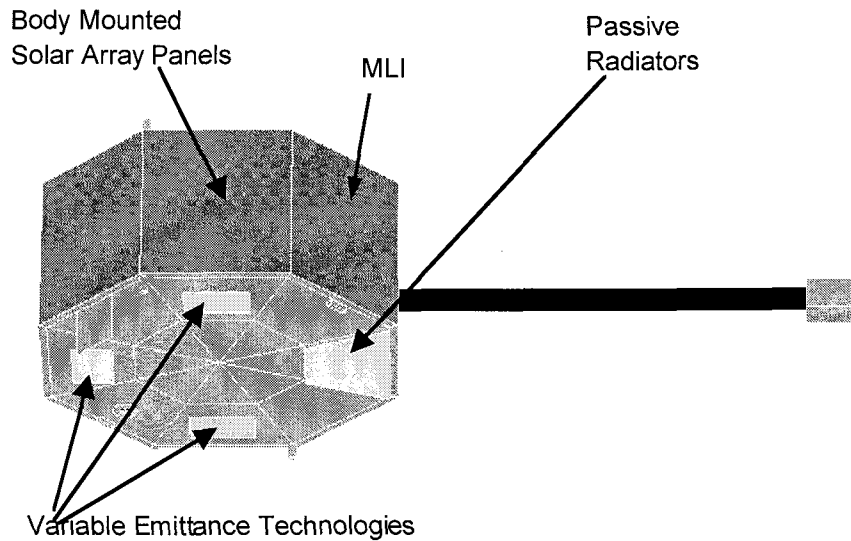 Body Mounted
Solar Array Panels
MLI
Passive
Radiators
Variable Emittance Technologies